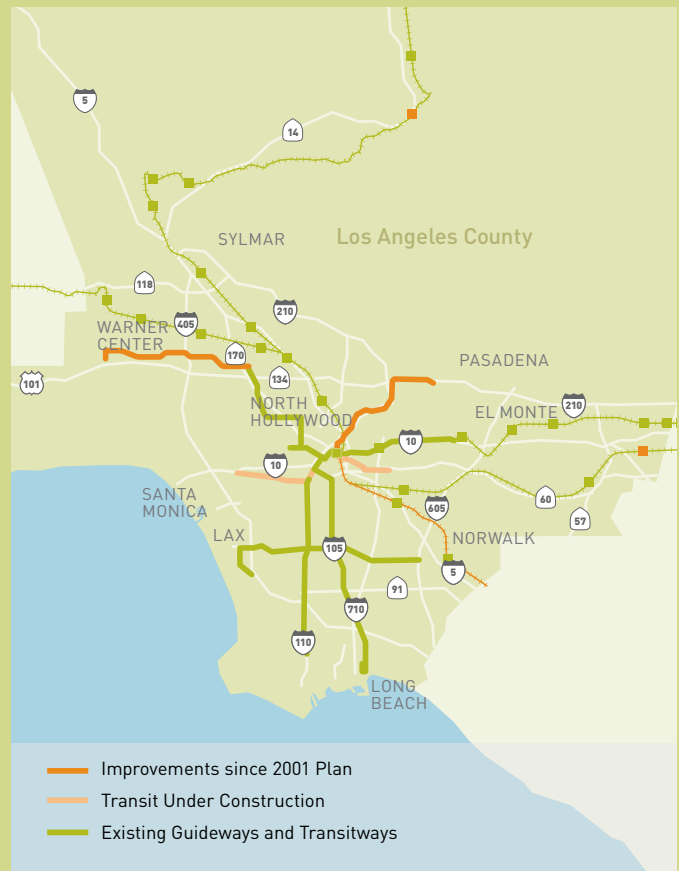 5
14
SYLMAR
Los Angeles County
118
210
405
WARNER
CENTER
170
134
101
PASADENA
NORTH
HOLLYWOOD
210
EL MONTE
10
10
SANTA
MONICA
60
605
57
LAX
105
NORWALK
5
91
710
110
LONG
BEACH
Improvements since 2001 Plan
Transit Under Construction
Existing Guideways and Transitways